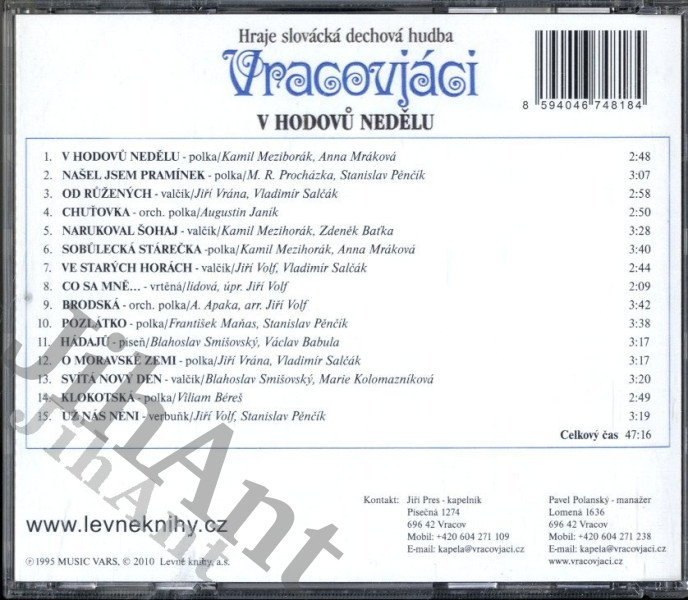 Hraje slovácká dechová hudba
Vracovjáci
V HODOVŮ NEDĚLU
8 594046 748184
1. V HODOVŮ NEDĚLU - polka/Kamil Meziborák, Anna Mráková 2:48
2. NAŠEL JSEM PRAMÍNEK - polka/M. R. Procházka, Stanislav Pěnčík 3:07
3. OD RŮŽENÝCH - valčík/Jiří Vrána, Vladimír Salčák 2:58
4. CHUŤOVKA - orch. polka/Augustin Janík 2:50
5. NARUKOVAL ŠOHAJ - valčík/Kamil Mezihorák, Zdeněk Baťka 3:28
6. SOBŮLECKÁ STÁREČKA -polka/Kamil Mezihorák, Anna Mráková 3:40
7. VE STARÝCH HORÁCH - valčík/Jiří Volf, Vladimír Salčák 2:44
8. CO SA MNĚ... - vrtěná/lidová, úpr. Jiří Volf 2:09
9. BRODSKÁ - orch. polka/A. Apaka, arr. Jiří Volf 3:42
10. POZLÁTKO - polka/František Maňas, Stanislav Pěnčík 3:38
11. HÁDAJŮ - píseň/Blahoslav Smišovský, Václav Babula 3:17
12. O MORAVSKÉ ZEMI - polka/Jiří Vrána, Vladimír Salčák 3:17
13. SVÍTÁ NOVÝ DEN - valčík/Blahoslav Smišovský, Marie Kolomazníková 3:20
14. KLOKOTSKÁ - polka/Viliam Béreš 2:49
15. UŽ NÁS NENI - verbuňk/Jiří Volf, Stanislav Pěnčík 3:19
Celkový čas 47:16
JihAnt
JihAnt
www.levneknihy.cz
℗ 1995 MUSIC VARS, © 2010 Levné knihy, a.s.
Kontakt: Jiří Pres - kapelník
Písečná 1274
696 42 Vracov
Mobil: +420 604 271 109
E-mail: kapela@vracovjaci.cz
Pavel Polanský - manažer
Lomená 1636
696 42 Vracov
Mobil: +420 604 271 238
E-mail: kapela@vracovjaci.cz
www.vracovjaci.cz